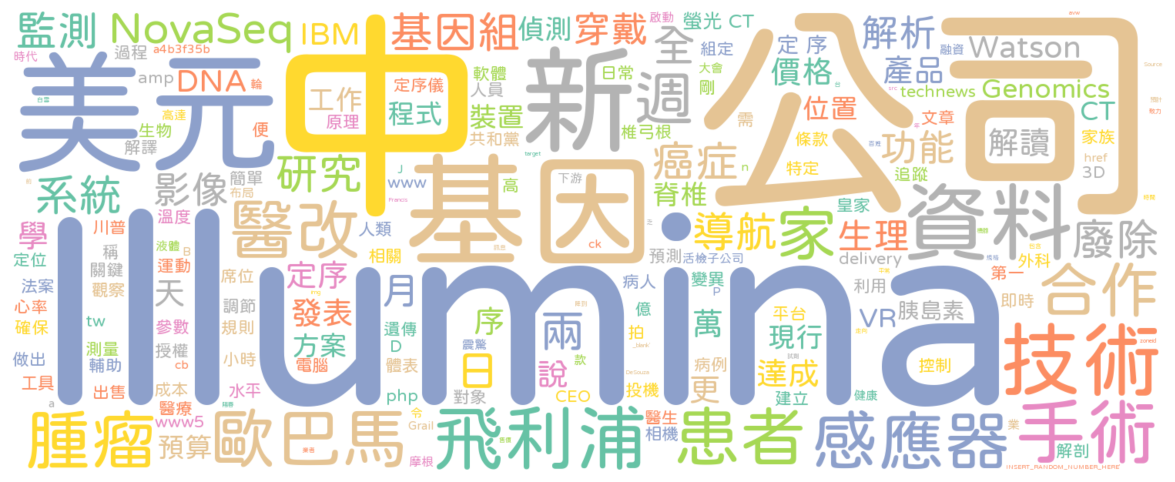 監測 NovaSeq IBM 基因組 偵測 穿戴 啟動 螢光 CT
時代 過程 a4b3f35b 全 組定 定序 解析 融資 Watson
美元 中 新 週 公司
amp DNA 輪 定序儀 軟體 日常 大會 價格 產品
工作 人員 剛 technews Genomics CT
高達 生物 便 原理 程式 裝置 位置 文章
解譯 共和黨 椎弓根 需 條款 功能 解讀 家族
研究 基因 癌症 特定 追蹤 href
系統 影像 簡單 www J 高 下游 脊椎 n 3D
布局 Francis 皇家
學 川普 溫度 醫改 人類 導航 家 生理 資料 廢除
定位 稱 液體 B 相關 ck 預測 活檢子公司 delivery 外科
關鍵 運動 第一
法案 觀察 天 席位 定序 月 病人 變異 P 利用 即時 合作
心率 Illumina
確保 tw 參數 調節 發表 遺傳 序 兩 億 萬 平台 VR 胰島素
授權 規則 D 拍 現行
做出 測量 cb 小時 方案 震驚 款 技術
輔助 電腦 體表 日 說 病例 達成 控制
工具 出售 成本 水平 php 對象 CEO 投機 更 建立 健康
a 醫療
www5 令 醫生 業
腫瘤 預算 歐巴馬 Grail 飛利浦 相機 患者 感應器 手術
摩根 解剖
INSERT_RANDOM_NUMBER_HERE